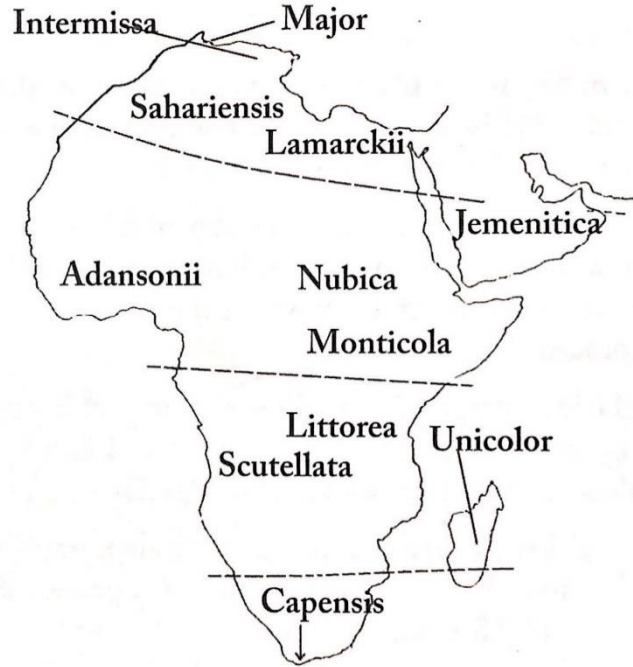 Intermissa
Major
Sahariensis
Lamarckii
Jemenitica
Adansonii
Nubica
Monticola
Littorea
Unicolor
Scutellata
Capensis